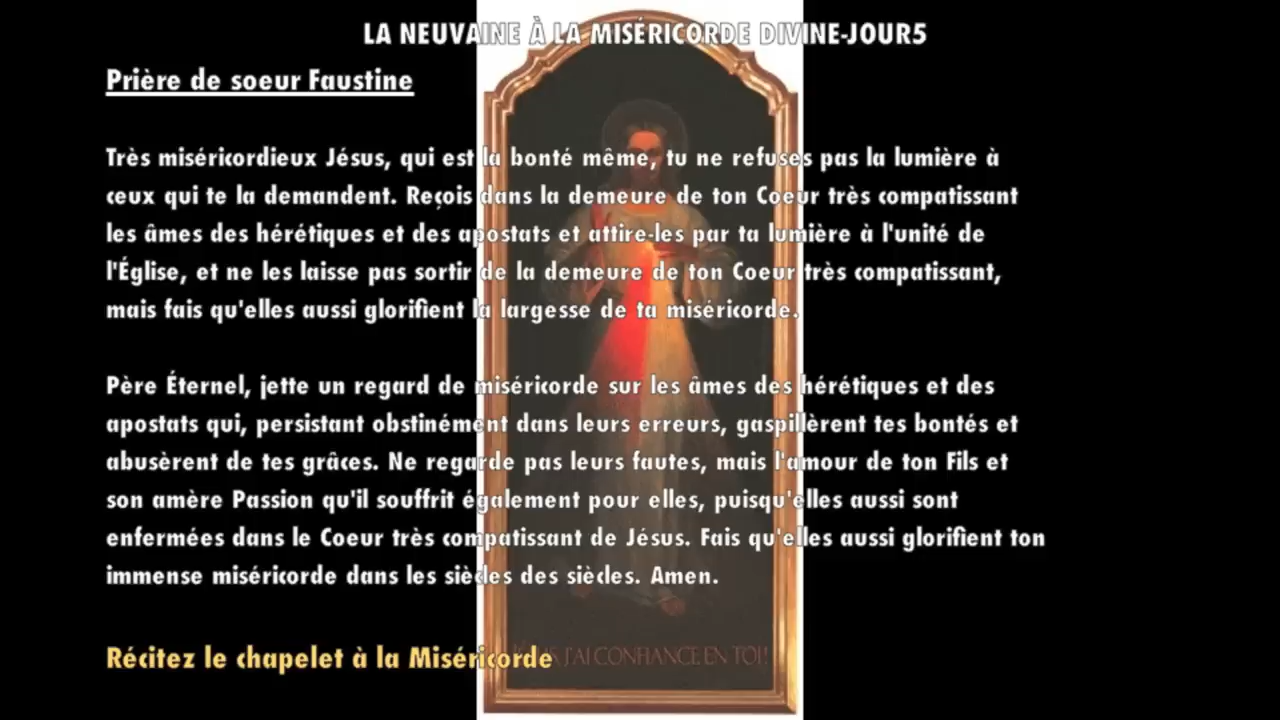 LA NEUVAINE À LA MISÉRICORDE DIVINE-JOUR5
Prière de soeur Faustine
Très miséricordieux Jésus, qui est la bonté même, tu ne refuses pas la lumière à
ceux qui te la demandent. Reçois dans la demeure de ton Coeur très compatissant
les âmes des hérétiques et des apostats et attire-les par ta lumière à l'unité de
l'Église, et ne les laisse pas sortir de la demeure de ton Coeur très compatissant,
mais fais qu'elles aussi glorifient la largesse de ta miséricorde.
Père Éternel, jette un regard de miséricorde sur les âmes des hérétiques et des
apostats qui, persistant obstinément dans leurs erreurs, gaspillèrent tes bontés et
abusèrent de tes grâces. Ne regarde pas leurs fautes, mais l'amour de ton Fils et
son amère Passion qu'il souffrit également pour elles, puisqu'elles aussi sont
enfermées dans le Coeur très compatissant de Jésus. Fais qu'elles aussi glorifient ton
immense miséricorde dans les siècles des siècles. Amen.
Récitez le chapelet à la Miséricorde
J'AI CONFIANCE EN TOI!